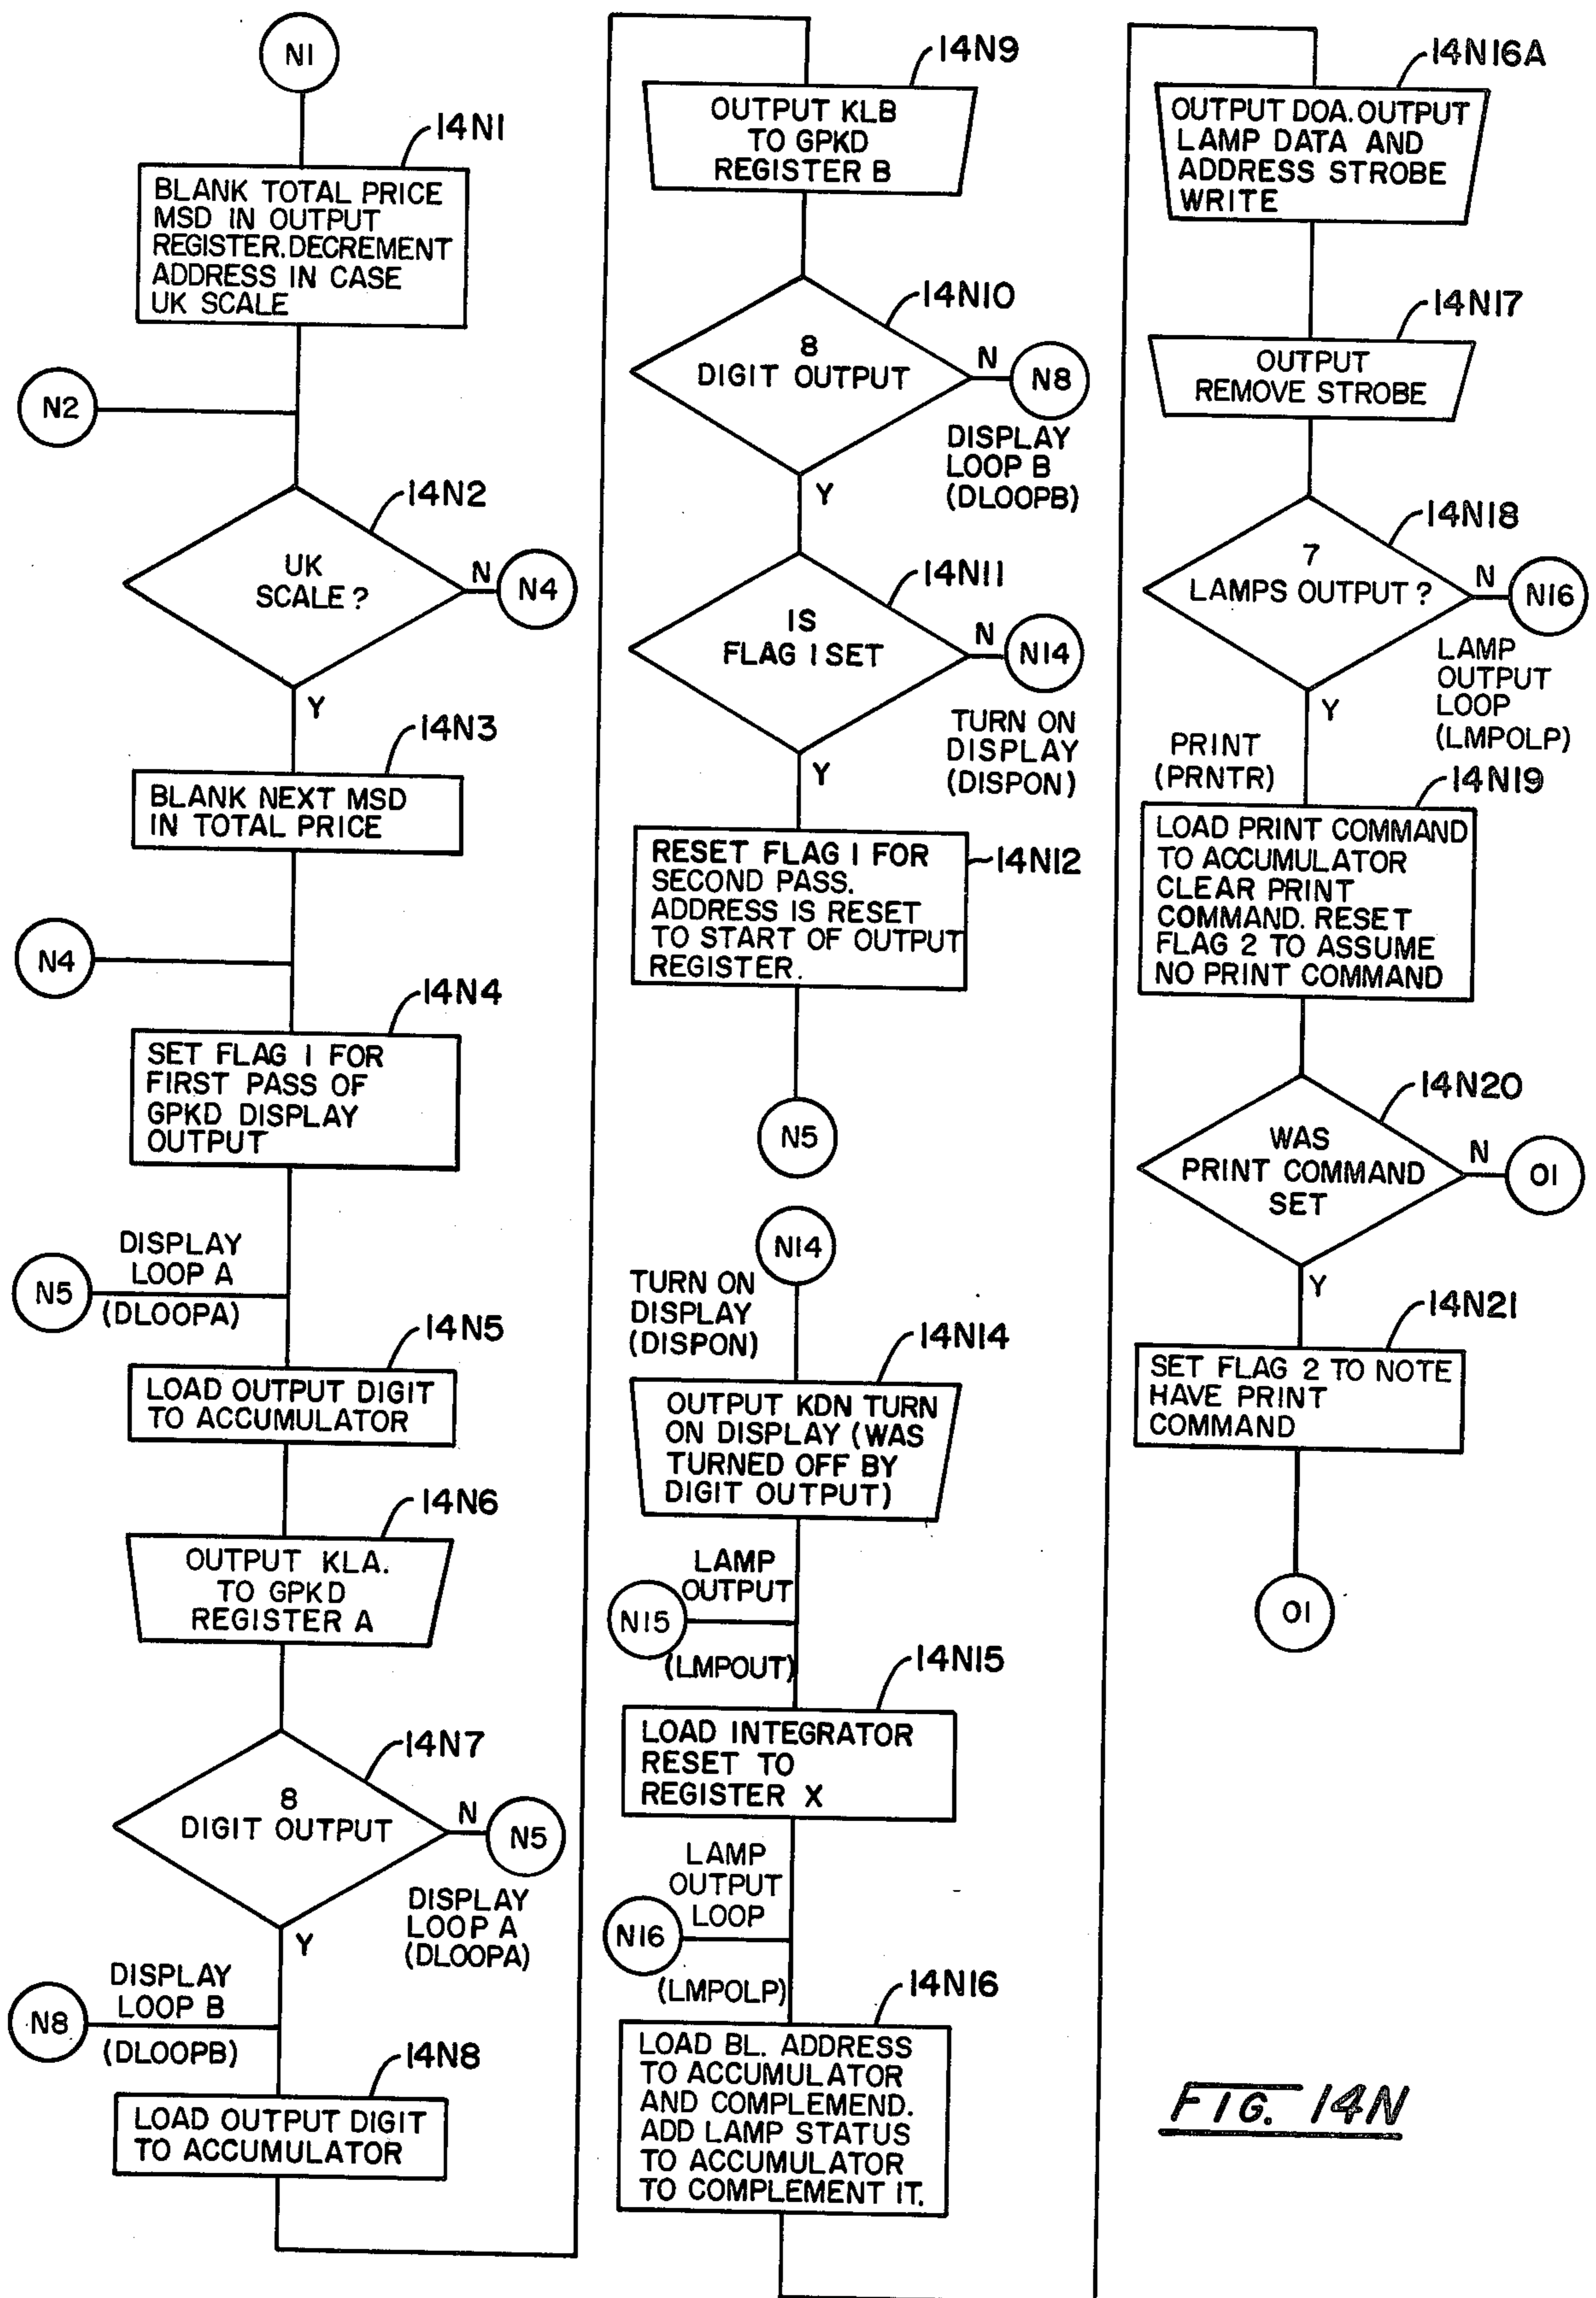 N1
14N1
BLANK TOTAL PRICE
MSD IN OUTPUT
REGISTER.DECREMENT
ADDRESS IN CASE
UK SCALE
N2
14N2
UK
SCALE?
N
N4
Y
14N3
BLANK NEXT MSD
IN TOTAL PRICE
N4
14N4
SET FLAG 1 FOR
FIRST PASS OF
GPKD DISPLAY
OUTPUT
DISPLAY
LOOP A
N5
(DLOOPA)
14N5
LOAD OUTPUT DIGIT
TO ACCUMULATOR
14N6
OUTPUT KLA.
TO GPKD
REGISTER A
14N7
8
DIGIT OUTPUT
N
N5
DISPLAY
LOOP A
(DLOOPA)
Y
DISPLAY
LOOP B
N8
(DLOOPB)
14N8
LOAD OUTPUT DIGIT
TO ACCUMULATOR
14N9
OUTPUT KLB
TO GPKD
REGISTER B
14N10
8
DIGIT OUTPUT
N
N8
DISPLAY
LOOP B
(DLOOPB)
Y
14N11
IS
FLAG 1 SET
N
N14
TURN ON
DISPLAY
(DISPON)
Y
14N12
RESET FLAG 1 FOR
SECOND PASS.
ADDRESS IS RESET
TO START OF OUTPUT
REGISTER.
N5
N14
TURN ON
DISPLAY
(DISPON)
14N14
OUTPUT KDN TURN
ON DISPLAY (WAS
TURNED OFF BY
DIGIT OUTPUT)
LAMP
OUTPUT
N15
(LMPOUT)
14N15
LOAD INTEGRATOR
RESET TO
REGISTER X
LAMP
OUTPUT
LOOP
N16
(LMPOLP)
14N16
LOAD BL. ADDRESS
TO ACCUMULATOR
AND COMPLEMEND.
ADD LAMP STATUS
TO ACCUMULATOR
TO COMPLEMENT IT.
14N16A
OUTPUT DOA.OUTPUT
LAMP DATA AND
ADDRESS STROBE
WRITE
14N17
OUTPUT
REMOVE STROBE
14N18
7
LAMPS OUTPUT?
N
N16
LAMP
OUTPUT
LOOP
(LMPOLP)
Y
PRINT
(PRNTR)
14N19
LOAD PRINT COMMAND
TO ACCUMULATOR
CLEAR PRINT
COMMAND. RESET
FLAG 2 TO ASSUME
NO PRINT COMMAND
14N20
WAS
PRINT COMMAND
SET
N
O1
Y
14N21
SET FLAG 2 TO NOTE
HAVE PRINT
COMMAND
O1
FIG. 14N